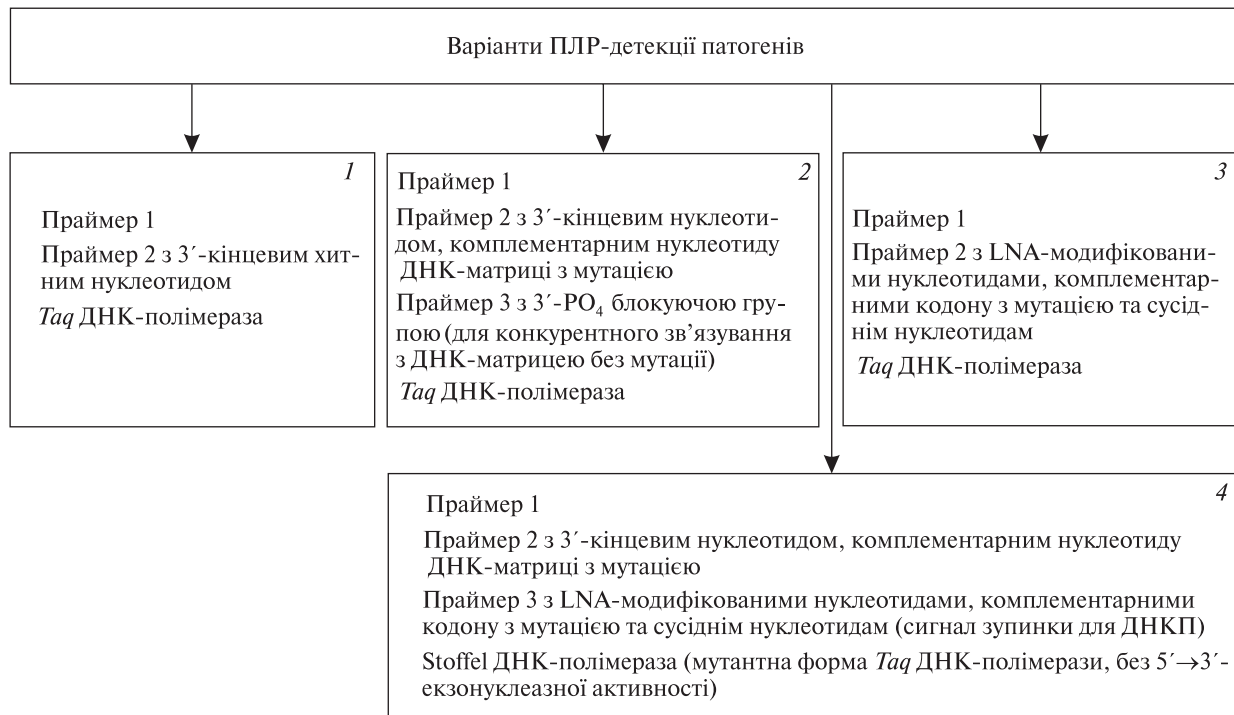 Варіанти ПЛР-детекції патогенів
1
Праймер 1
Праймер 2 з 3´-кінцевим хит-
ним нуклеотидом
Taq ДНК-полімераза
2
Праймер 1
Праймер 2 з 3´-кінцевим нуклеоти-
дом, комплементарним нуклеотиду
ДНК-матриці з мутацією
Праймер 3 з 3´-PO₄ блокуючою гру-
пою (для конкурентного зв’язування
з ДНК-матрицею без мутації)
Taq ДНК-полімераза
3
Праймер 1
Праймер 2 з LNA-модифіковани-
ми нуклеотидами, комплементар-
ними кодону з мутацією та сусід-
нім нуклеотидам
Taq ДНК-полімераза
4
Праймер 1
Праймер 2 з 3´-кінцевим нуклеотидом, комплементарним нуклеотиду
ДНК-матриці з мутацією
Праймер 3 з LNA-модифікованими нуклеотидами, комплементарними
кодону з мутацією та сусіднім нуклеотидам (сигнал зупинки для ДНКП)
Stoffel ДНК-полімераза (мутантна форма Taq ДНК-полімерази, без 5´→3´-
екзонуклеазної активності)